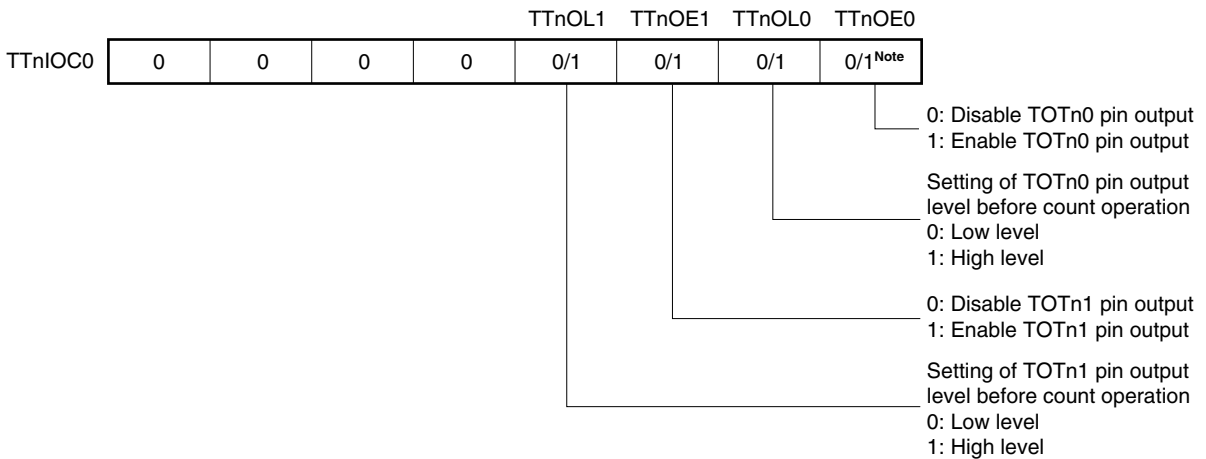 TTnOL1 TTnOE1 TTnOL0 TTnOE0
TTnIOC0 0 0 0 0 0/1 0/1 0/1 0/1Note
0: Disable TOTn0 pin output
1: Enable TOTn0 pin output
Setting of TOTn0 pin output
level before count operation
0: Low level
1: High level
0: Disable TOTn1 pin output
1: Enable TOTn1 pin output
Setting of TOTn1 pin output
level before count operation
0: Low level
1: High level